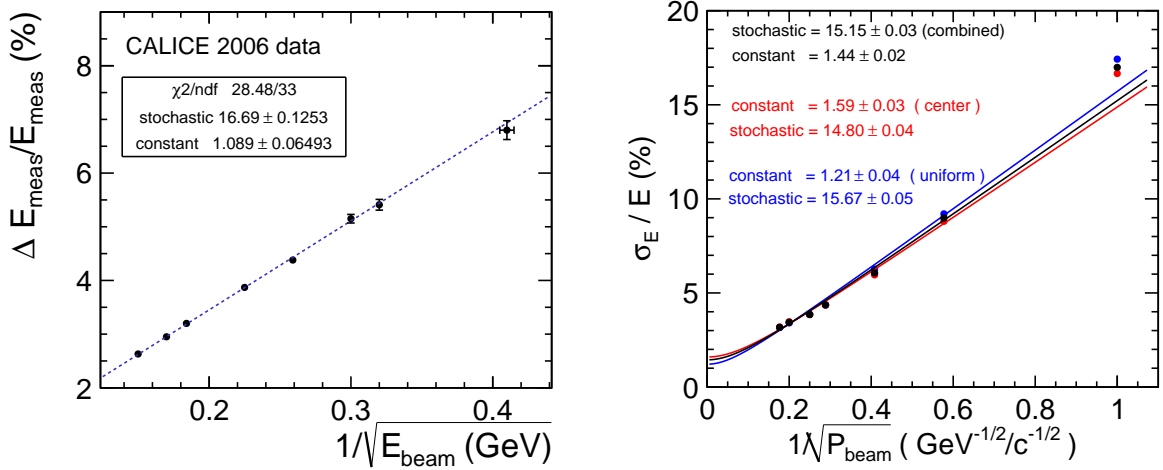 Δ E_meas/E_meas (%)
8
6
4
2
CALICE 2006 data
χ2/ndf 28.48/33
stochastic 16.69 ± 0.1253
constant 1.089 ± 0.06493
0.2 0.3 0.4
1/√E_beam (GeV)
σ_E / E (%)
20
15
10
5
0
stochastic = 15.15 ± 0.03 (combined)
constant = 1.44 ± 0.02
constant = 1.59 ± 0.03 ( center )
stochastic = 14.80 ± 0.04
constant = 1.21 ± 0.04 ( uniform )
stochastic = 15.67 ± 0.05
0 0.2 0.4 0.6 0.8 1
1/√P_beam ( GeV^-1/2/c^-1/2 )